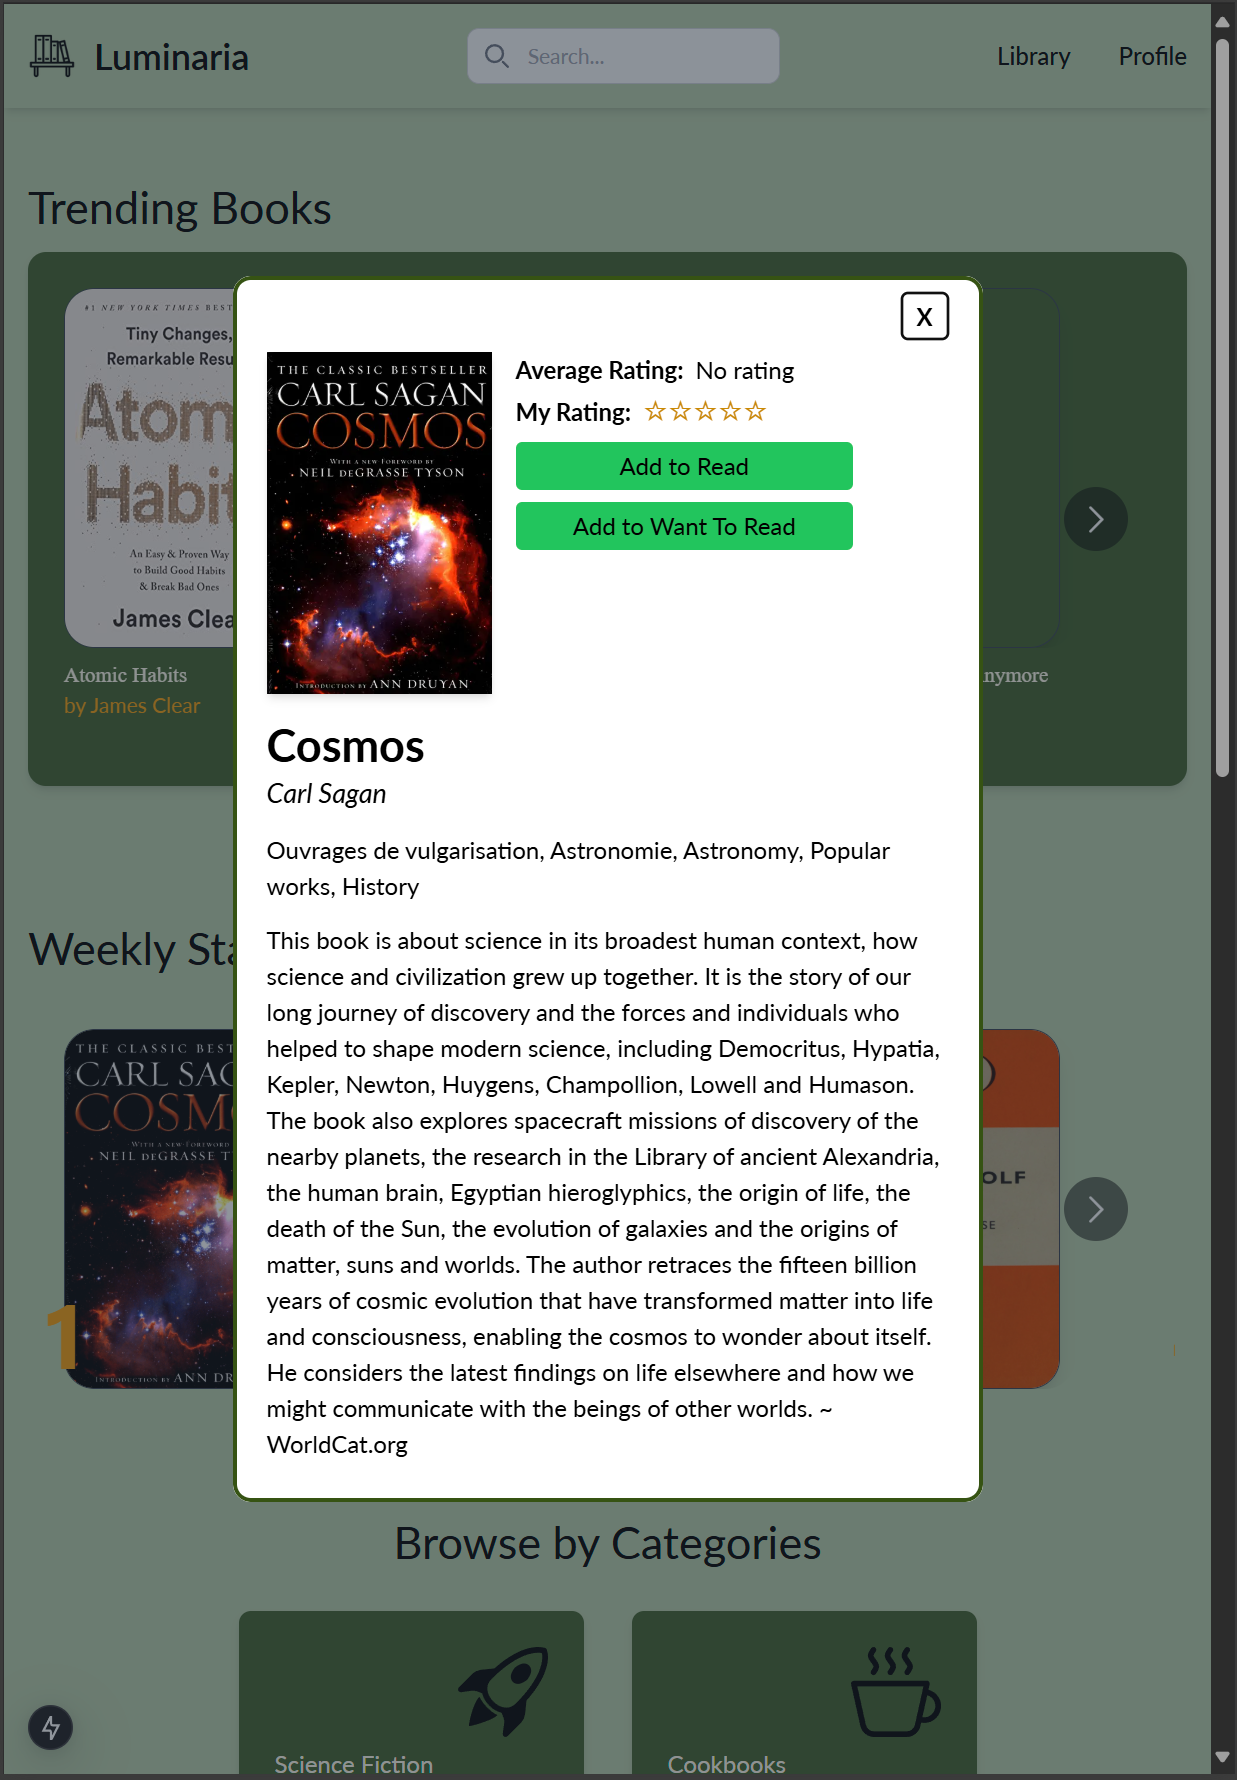 Luminaria
Search...
Library
Profile
Trending Books
#1 NEW YORK TIMES BEST
Tiny Changes,
Remarkable Resu
Atom
Habit
An Easy & Proven Way
to Build Good Habits
& Break Bad Ones
James Clea
Atomic Habits
by James Clear
nymore
X
THE CLASSIC BESTSELLER
CARL SAGAN
COSMOS
WITH A NEW FOREWORD BY
NEIL DEGRASSE TYSON
INTRODUCTION BY ANN DRUYAN
Average Rating: No rating
My Rating: ☆☆☆☆☆
Add to Read
Add to Want To Read
Cosmos
Carl Sagan
Ouvrages de vulgarisation, Astronomie, Astronomy, Popular
works, History
This book is about science in its broadest human context, how
science and civilization grew up together. It is the story of our
long journey of discovery and the forces and individuals who
helped to shape modern science, including Democritus, Hypatia,
Kepler, Newton, Huygens, Champollion, Lowell and Humason.
The book also explores spacecraft missions of discovery of the
nearby planets, the research in the Library of ancient Alexandria,
the human brain, Egyptian hieroglyphics, the origin of life, the
death of the Sun, the evolution of galaxies and the origins of
matter, suns and worlds. The author retraces the fifteen billion
years of cosmic evolution that have transformed matter into life
and consciousness, enabling the cosmos to wonder about itself.
He considers the latest findings on life elsewhere and how we
might communicate with the beings of other worlds. ~
WorldCat.org
Weekly Sta
THE CLASSIC BEST
CARL SAG
COSM
WITH A NEW FOREWORD
NEIL DEGRASSE T
INTRODUCTION BY ANN DR
1
OLF
SE
Browse by Categories
Science Fiction
Cookbooks